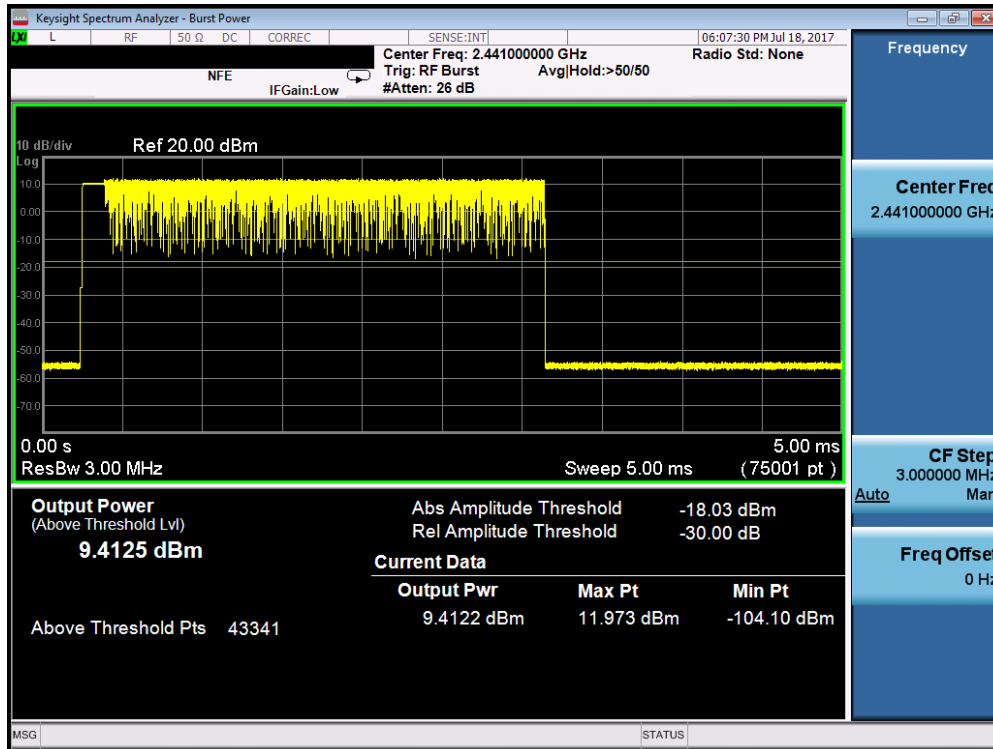 Keysight Spectrum Analyzer - Burst Power
LXI L RF 50 Ω DC CORREC SENSE:INT 06:07:30 PM Jul 18, 2017
Center Freq: 2.441000000 GHz Radio Std: None
NFE Trig: RF Burst Avg|Hold:>50/50
IFGain:Low #Atten: 26 dB
Frequency
10 dB/div Ref 20.00 dBm
Log
10.0
0.00
-10.0
-20.0
-30.0
-40.0
-50.0
-60.0
-70.0
0.00 s 5.00 ms
ResBw 3.00 MHz Sweep 5.00 ms (75001 pt )
Center Freq
2.441000000 GHz
CF Step
3.000000 MHz
Auto Man
Freq Offset
0 Hz
Output Power
(Above Threshold Lvl)
9.4125 dBm
Above Threshold Pts 43341
Abs Amplitude Threshold -18.03 dBm
Rel Amplitude Threshold -30.00 dB
Current Data
Output Pwr Max Pt Min Pt
9.4122 dBm 11.973 dBm -104.10 dBm
MSG STATUS